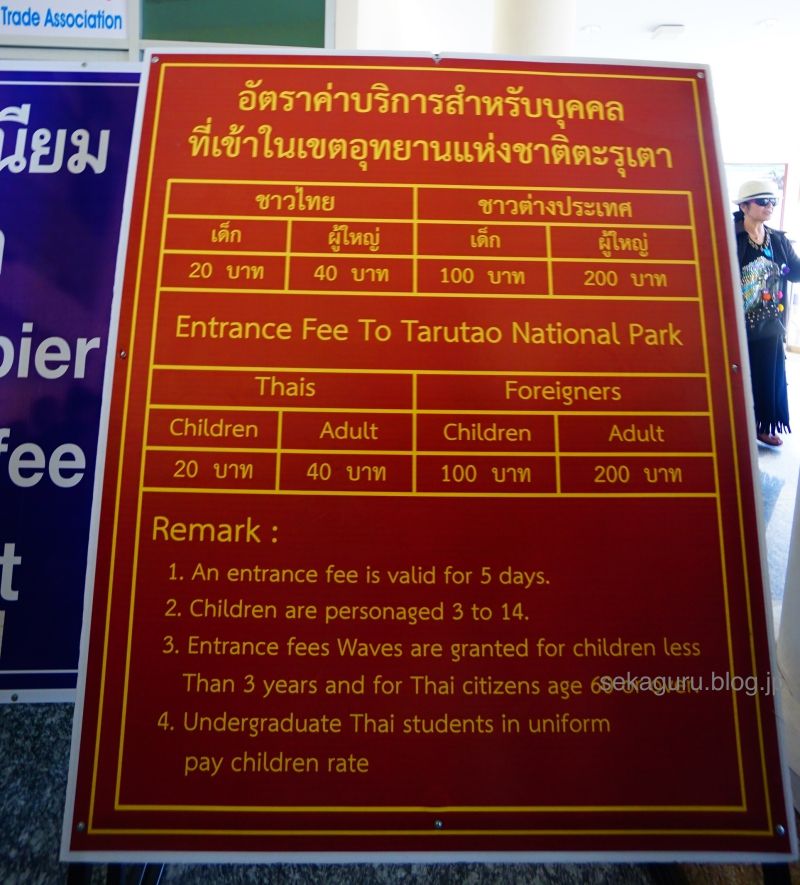 Trade Association
นียม
pier
fee
t
อัตราค่าบริการสำหรับบุคคล
ที่เข้าในเขตอุทยานแห่งชาติตะรุเตา
ชาวไทย ชาวต่างประเทศ
เด็ก ผู้ใหญ่ เด็ก ผู้ใหญ่
20 บาท 40 บาท 100 บาท 200 บาท
Entrance Fee To Tarutao National Park
Thais Foreigners
Children Adult Children Adult
20 บาท 40 บาท 100 บาท 200 บาท
Remark :
1. An entrance fee is valid for 5 days.
2. Children are personaged 3 to 14.
3. Entrance fees Waves are granted for children less
Than 3 years and for Thai citizens age 60 or over.
4. Undergraduate Thai students in uniform
pay children rate
sekaguru.blog.jp